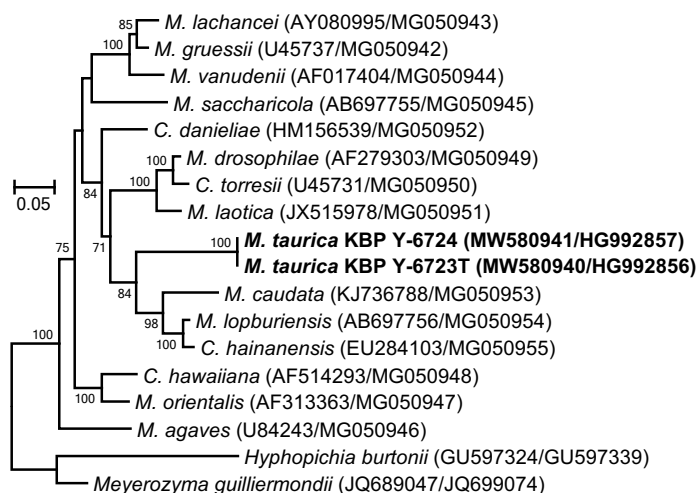 85
M. lachancei (AY080995/MG050943)
100
M. gruessii (U45737/MG050942)
M. vanudenii (AF017404/MG050944)
M. saccharicola (AB697755/MG050945)
C. danieliae (HM156539/MG050952)
100
M. drosophilae (AF279303/MG050949)
0.05
84
100
C. torresii (U45731/MG050950)
M. laotica (JX515978/MG050951)
75
71
100
M. taurica KBP Y-6724 (MW580941/HG992857)
M. taurica KBP Y-6723T (MW580940/HG992856)
84
M. caudata (KJ736788/MG050953)
98
M. lopburiensis (AB697756/MG050954)
100
100
C. hainanensis (EU284103/MG050955)
C. hawaiiana (AF514293/MG050948)
100
M. orientalis (AF313363/MG050947)
M. agaves (U84243/MG050946)
Hyphopichia burtonii (GU597324/GU597339)
Meyerozyma guilliermondii (JQ689047/JQ699074)